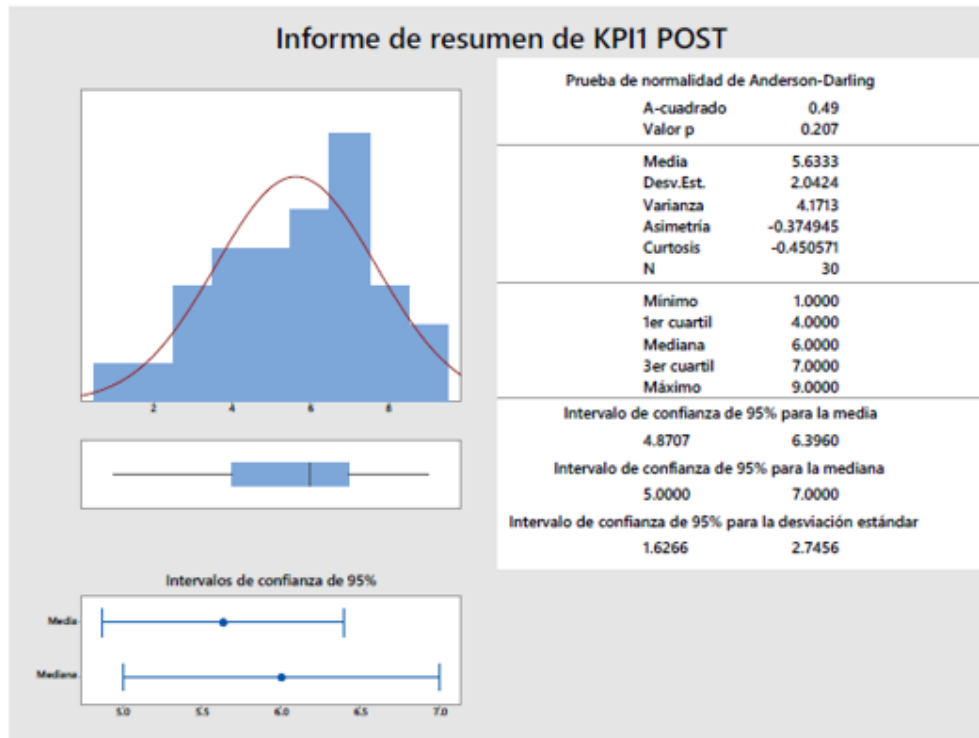 Informe de resumen de KPI1 POST
Prueba de normalidad de Anderson-Darling
A-cuadrado 0.49
Valor p 0.207
Media 5.6333
Desv.Est. 2.0424
Varianza 4.1713
Asimetría -0.374945
Curtosis -0.450571
N 30
Mínimo 1.0000
1er cuartil 4.0000
Mediana 6.0000
3er cuartil 7.0000
Máximo 9.0000
Intervalo de confianza de 95% para la media
4.8707 6.3960
Intervalo de confianza de 95% para la mediana
5.0000 7.0000
Intervalo de confianza de 95% para la desviación estándar
1.6266 2.7456
2 4 6 8
Intervalos de confianza de 95%
Media
Mediana
5.0 5.5 6.0 6.5 7.0